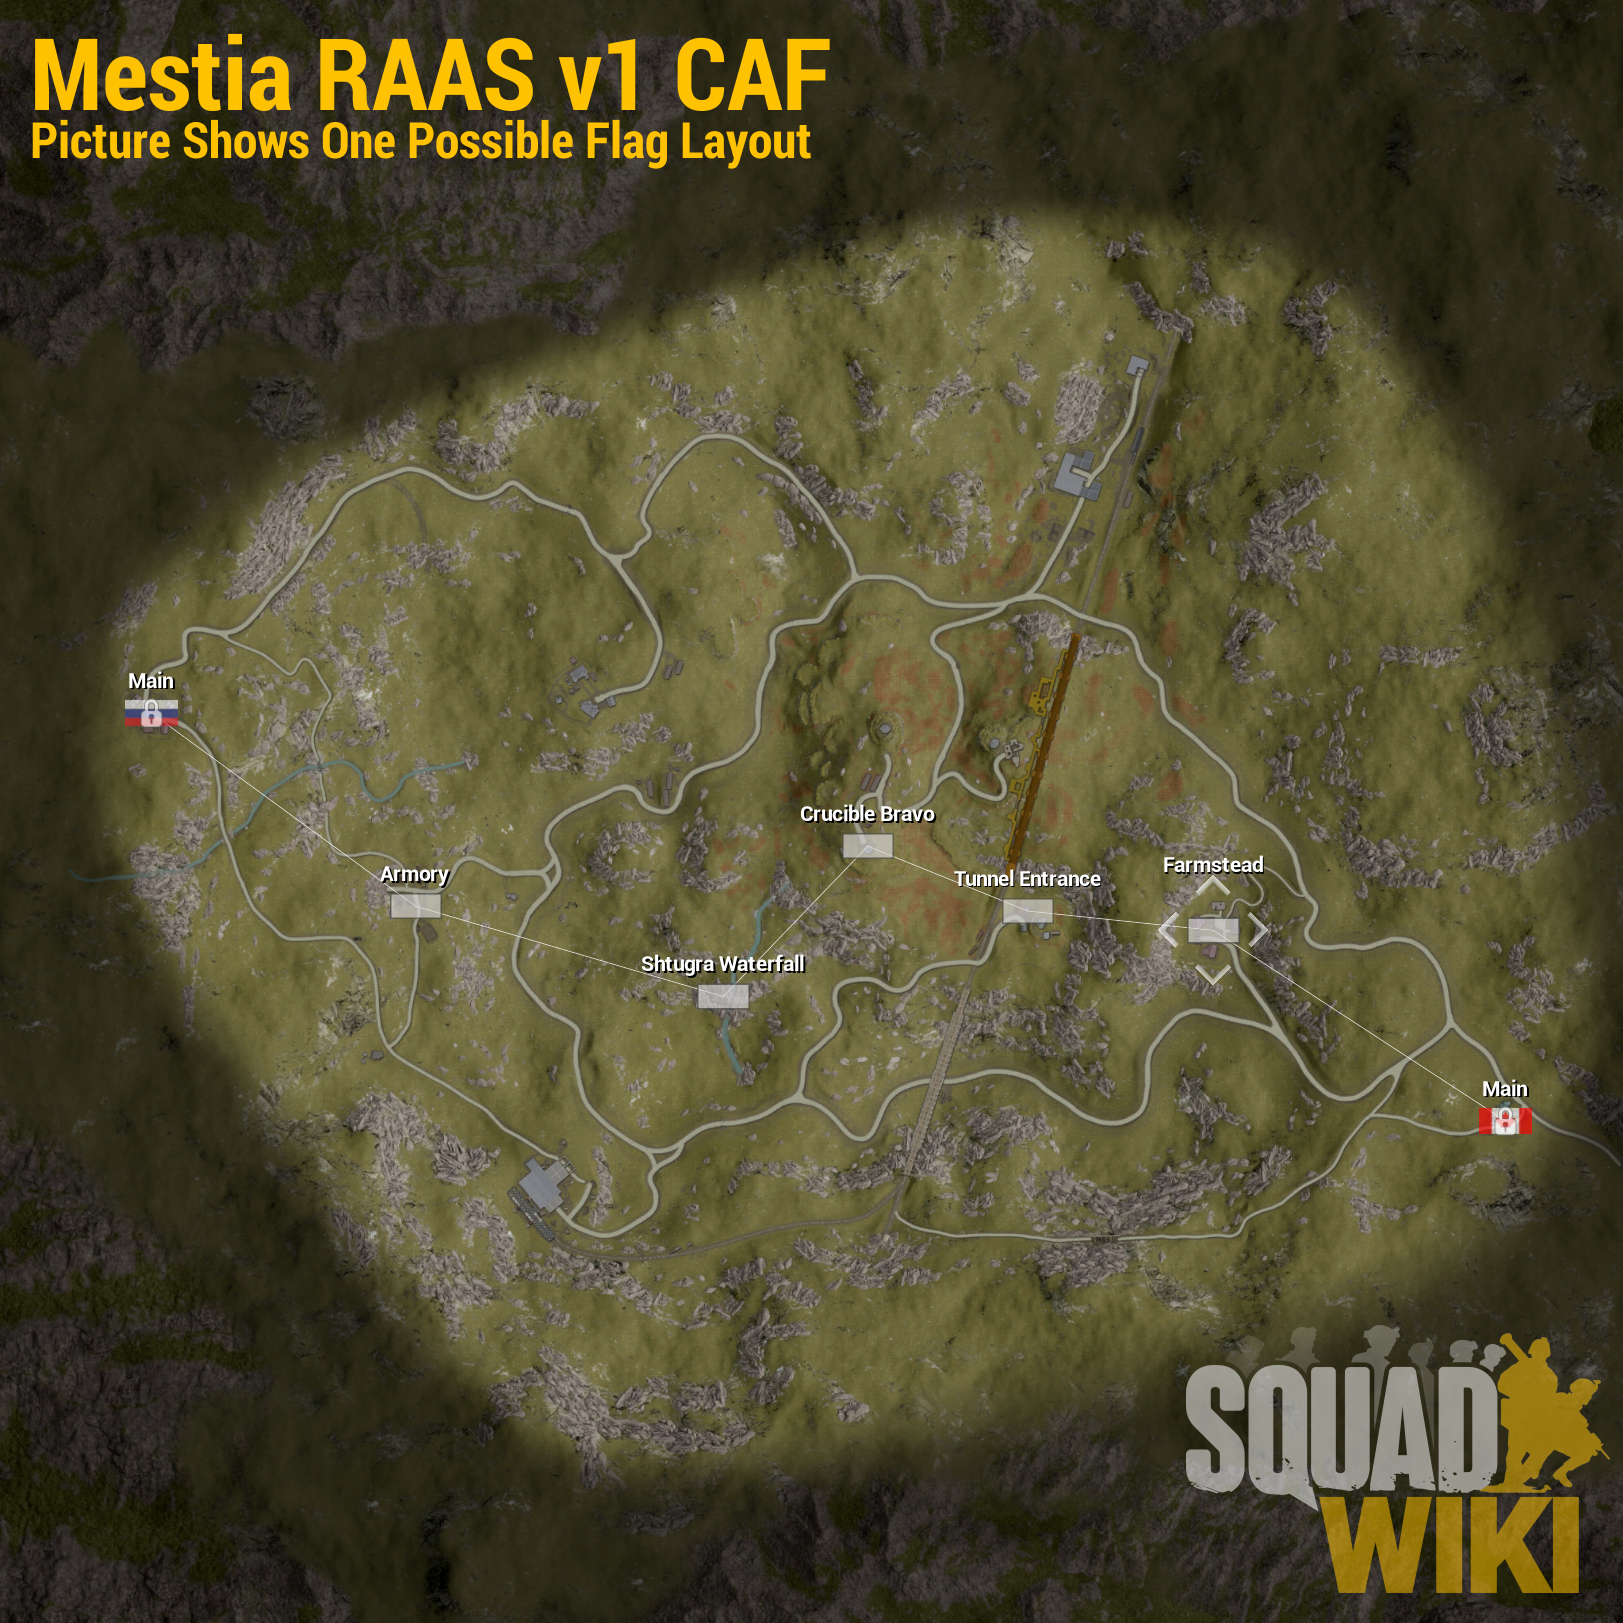 Mestia RAAS v1 CAF
Picture Shows One Possible Flag Layout
Main
Crucible Bravo
Farmstead
Armory
Tunnel Entrance
Shtugra Waterfall
Main
SQUAD
WIKI